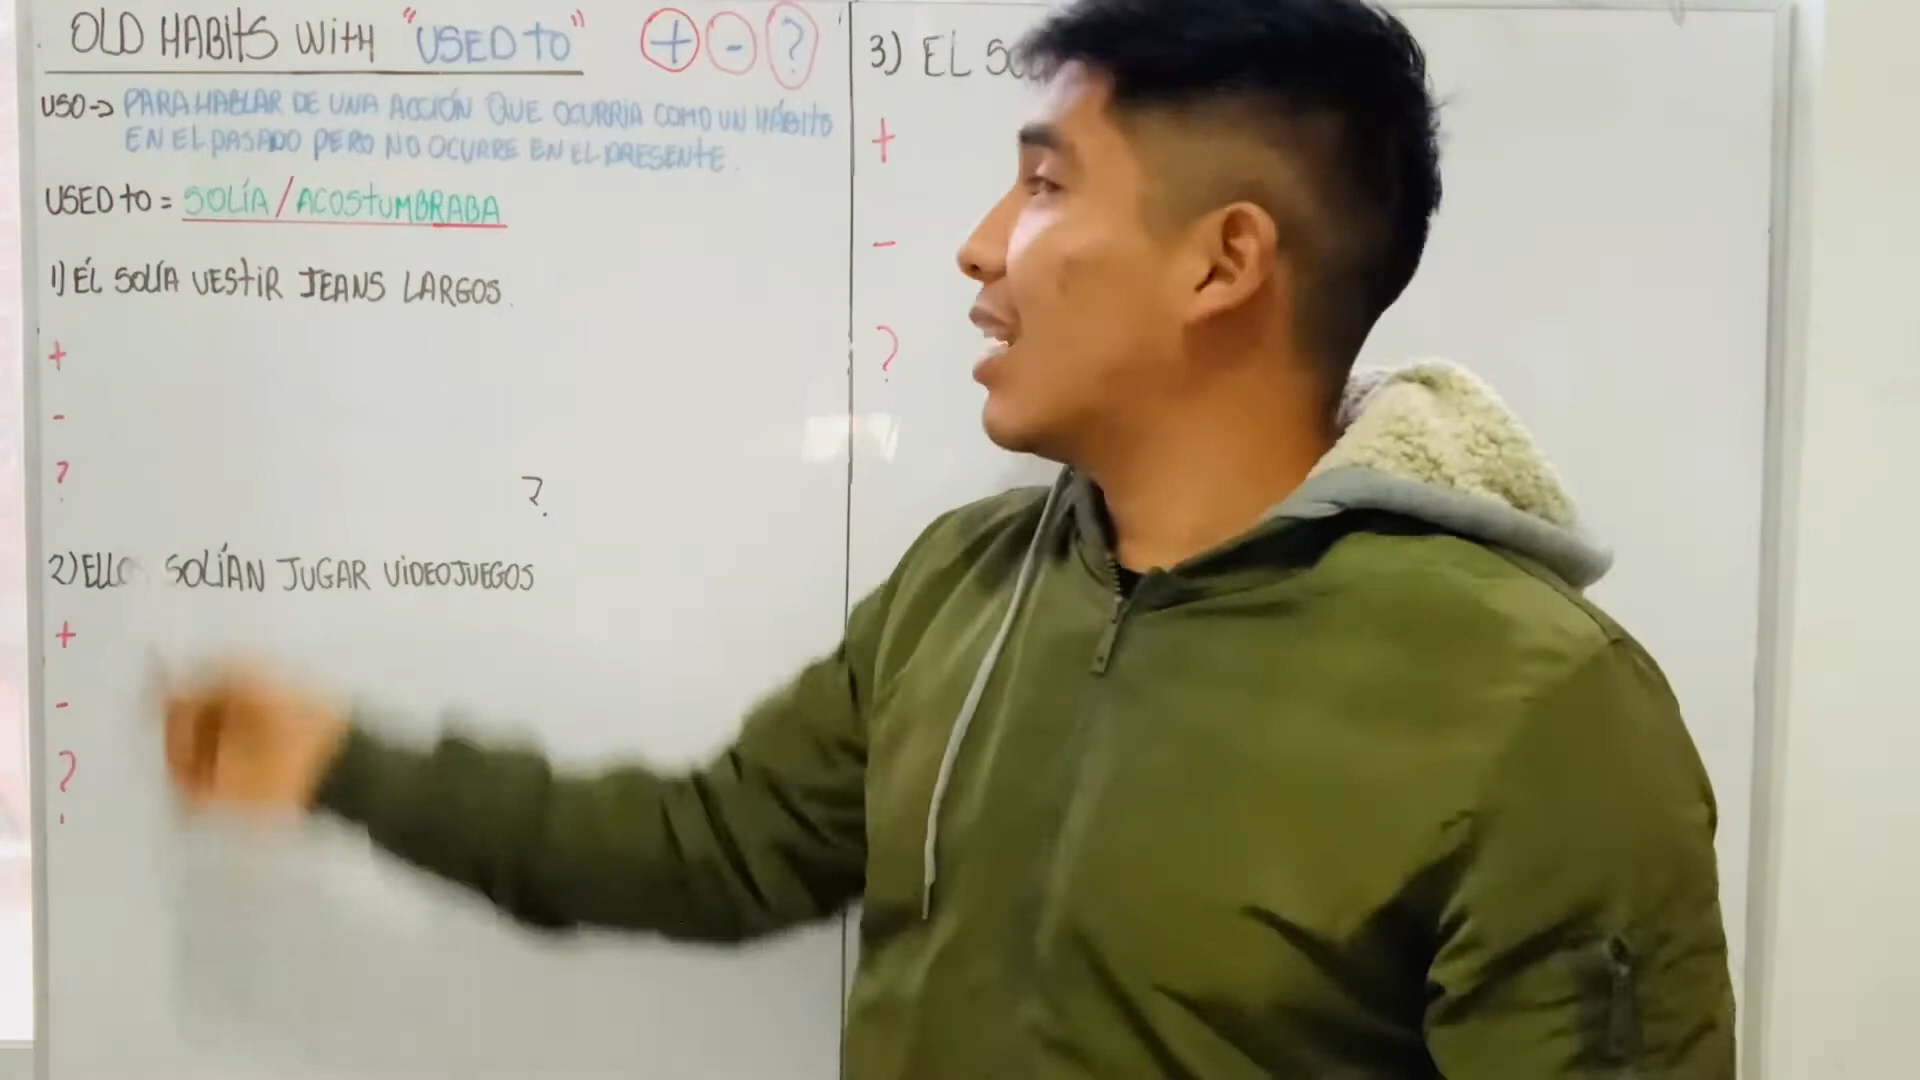 OLD HABITS WITH "USED TO" + - ?
USO-> PARA HABLAR DE UNA ACCIÓN QUE OCURRIA COMO UN HÁBITO
EN EL PASADO PERO NO OCURRE EN EL PRESENTE.
USED TO = SOLÍA / ACOSTUMBRABA
1) ÉL SOLÍA VESTIR JEANS LARGOS.
+
-
?
?
2) SOLÍAN JUGAR VIDEOJUEGOS
+
-
?
3) EL
+
-
?